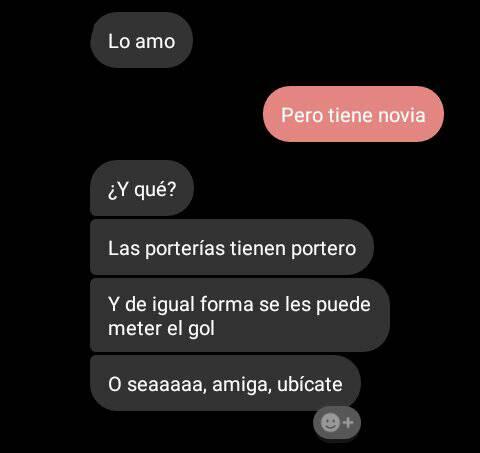 Lo amo
Pero tiene novia
¿Y qué?
Las porterías tienen portero
Y de igual forma se les puede
meter el gol
O seaaaaa, amiga, ubícate